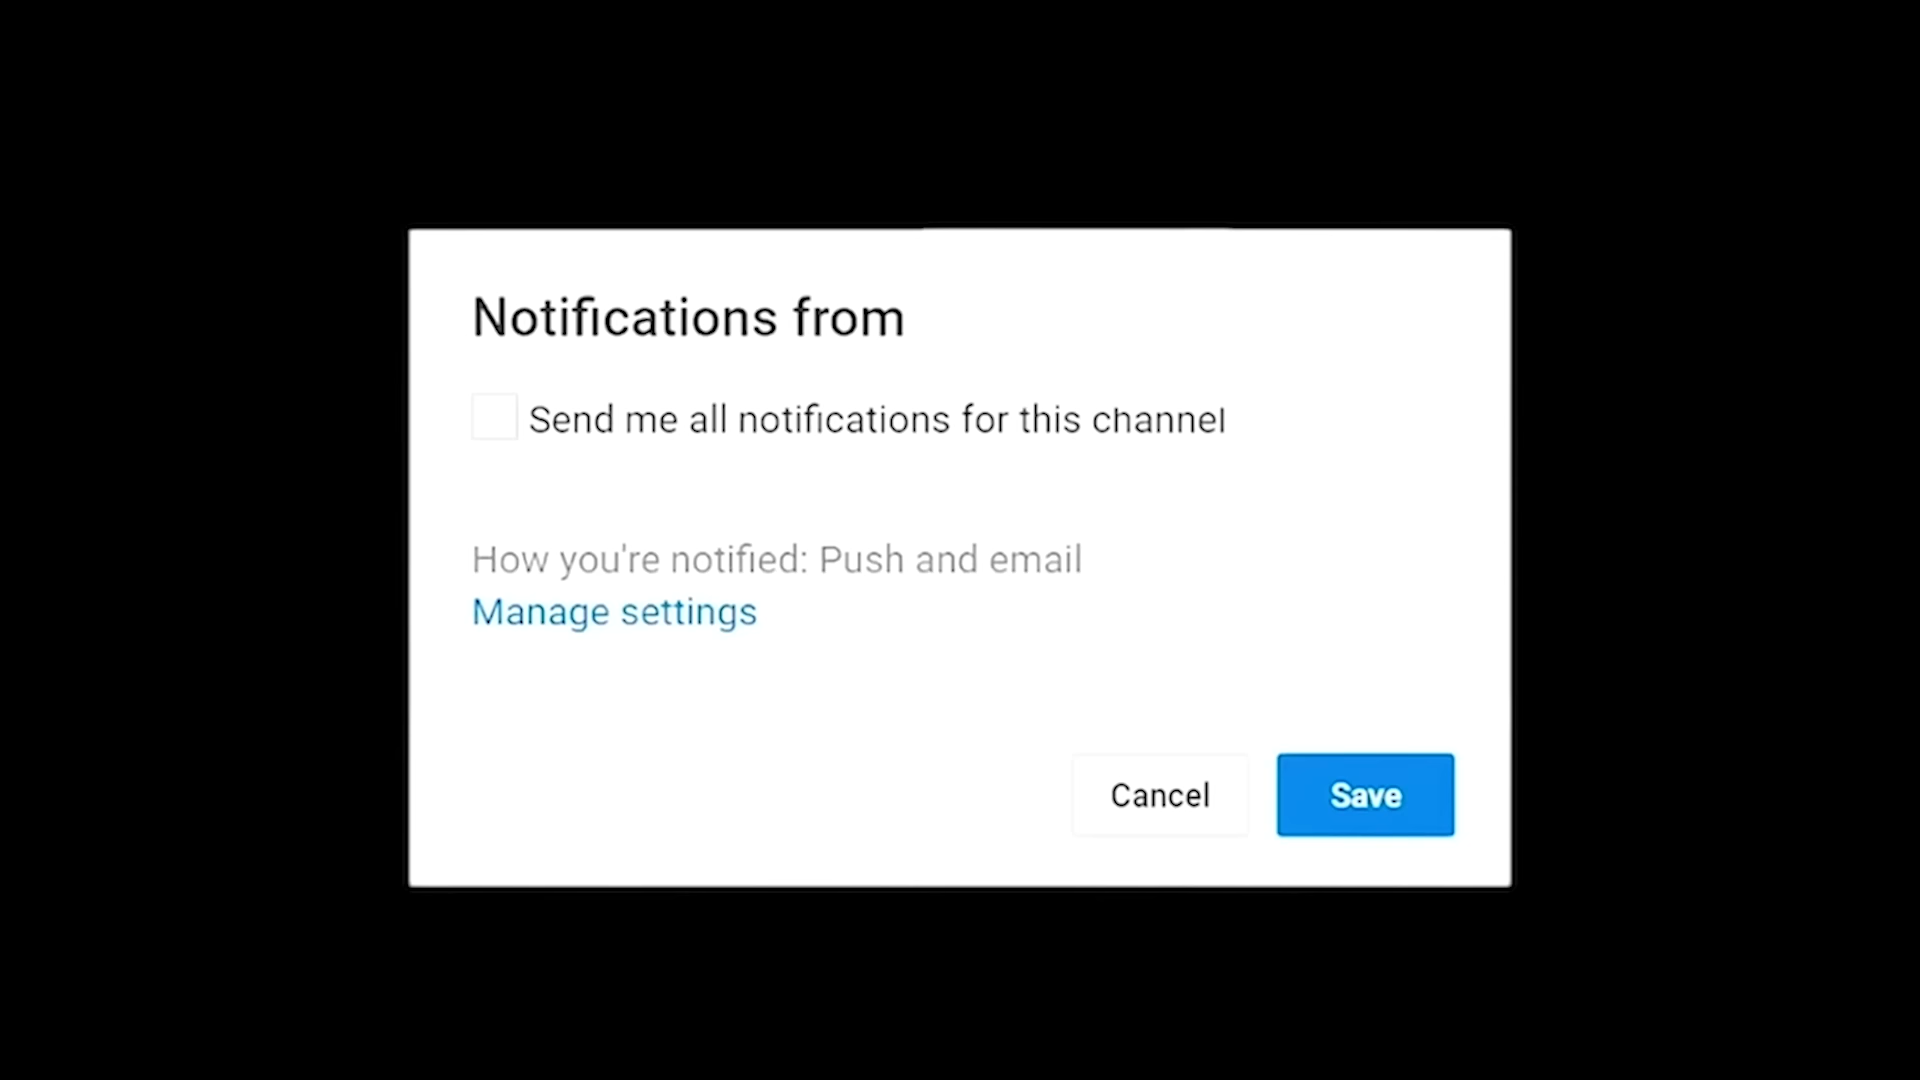 Notifications from
Send me all notifications for this channel
How you're notified: Push and email
Manage settings
Cancel
Save